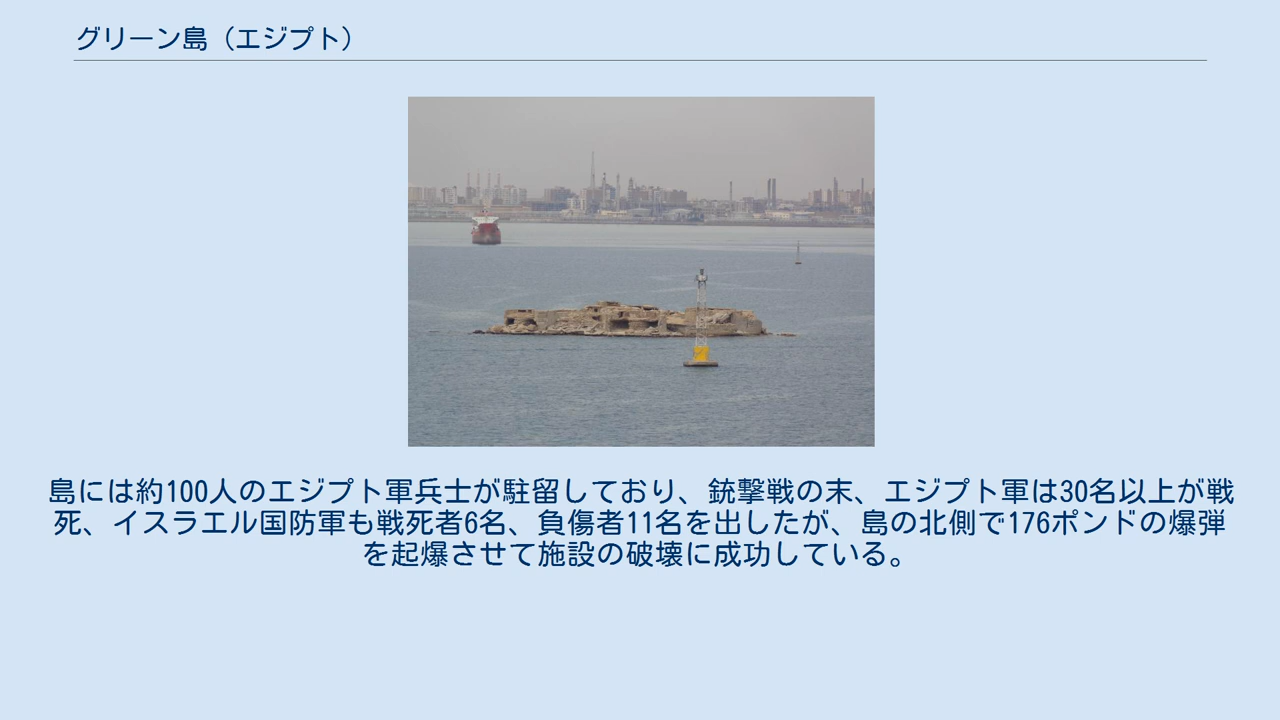 グリーン島（エジプト）
島には約100人のエジプト軍兵士が駐留しており、銃撃戦の末、エジプト軍は30名以上が戦
死、イスラエル国防軍も戦死者6名、負傷者11名を出したが、島の北側で176ポンドの爆弾
を起爆させて施設の破壊に成功している。